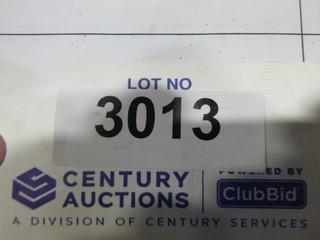 LOT NO
3013
CENTURY AUCTIONS
POWERED BY
ClubBid
A DIVISION OF CENTURY SERVICES